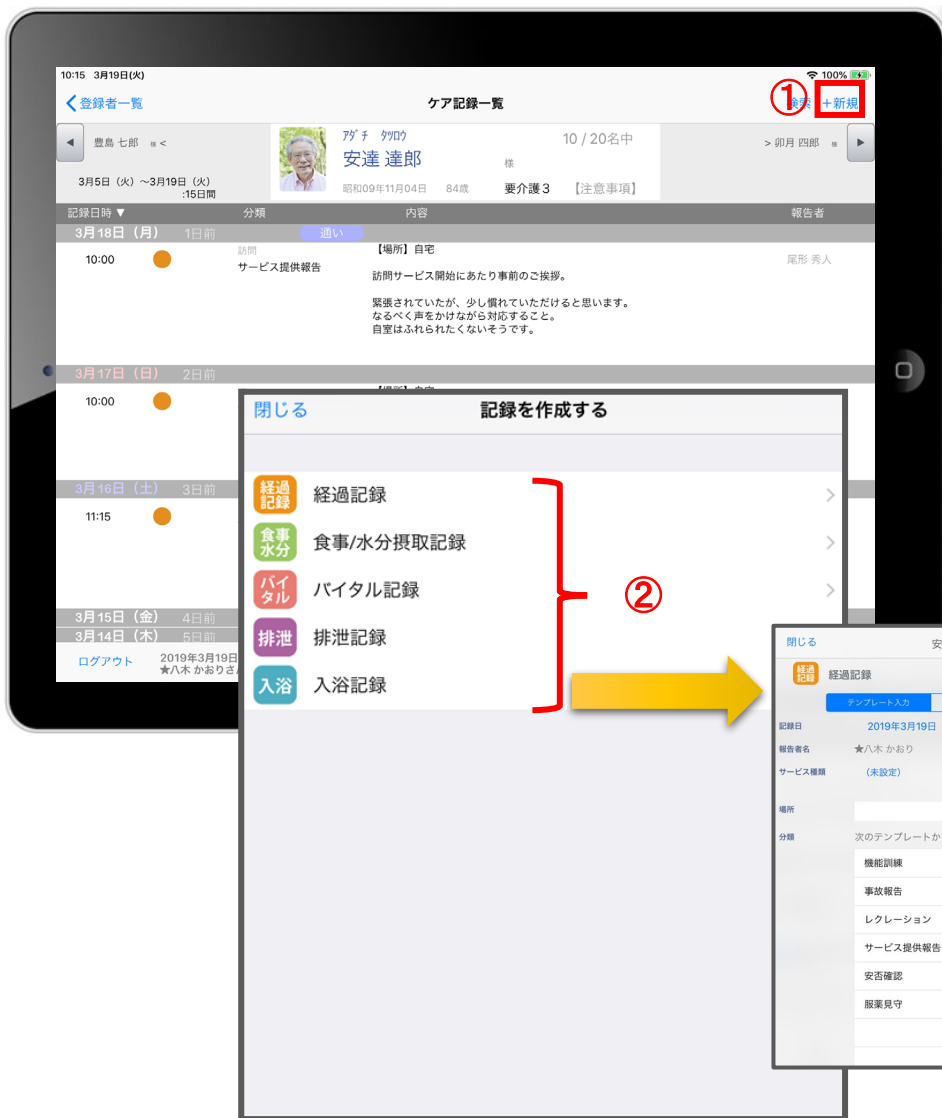 10:15 3月19日(火)
100%
登録者一覧
ケア記録一覧
①
検索 +新規
豊島 七郎 様 <
アダチ タツロウ
10 / 20名中
> 卯月 四郎 様
安達 達郎 様
3月5日（火）～3月19日（火）
:15日間
昭和09年11月04日 84歳 要介護３ 【注意事項】
記録日時 ▼ 分類 内容 報告者
3月18日（月） 1日前 通い
10:00
訪問
サービス提供報告
【場所】自宅
尾形 秀人
訪問サービス開始にあたり事前のご挨拶。
緊張されていたが、少し慣れていただけると思います。
なるべく声をかけながら対応すること。
自室はふれられたくないそうです。
3月17日（日） 2日前
10:00
3月16日（土） 3日前
11:15
3月15日（金） 4日前
3月14日（木） 5日前
ログアウト
2019年3月19日
★八木 かおりさ
閉じる 記録を作成する
経過記録 経過記録
食事水分 食事/水分摂取記録
バイタル バイタル記録
排泄 排泄記録
入浴 入浴記録
②
閉じる 安
経過記録 経過記録
テンプレート入力
記録日 2019年3月19日
報告者名 ★八木 かおり
サービス種類 （未設定）
場所
分類 次のテンプレートか
機能訓練
事故報告
レクレーション
サービス提供報告
安否確認
服薬見守